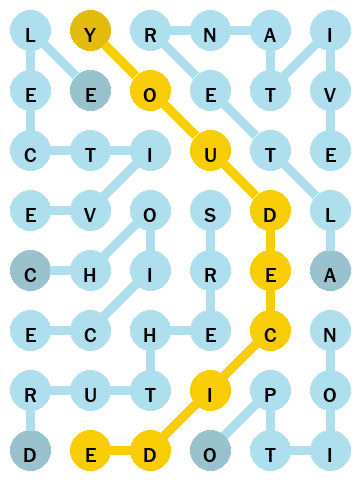 L Y R N A I
E E O E T V
C T I U T E
E V O S D L
C H I R E A
E C H E C N
R U T I P O
D E D O T I